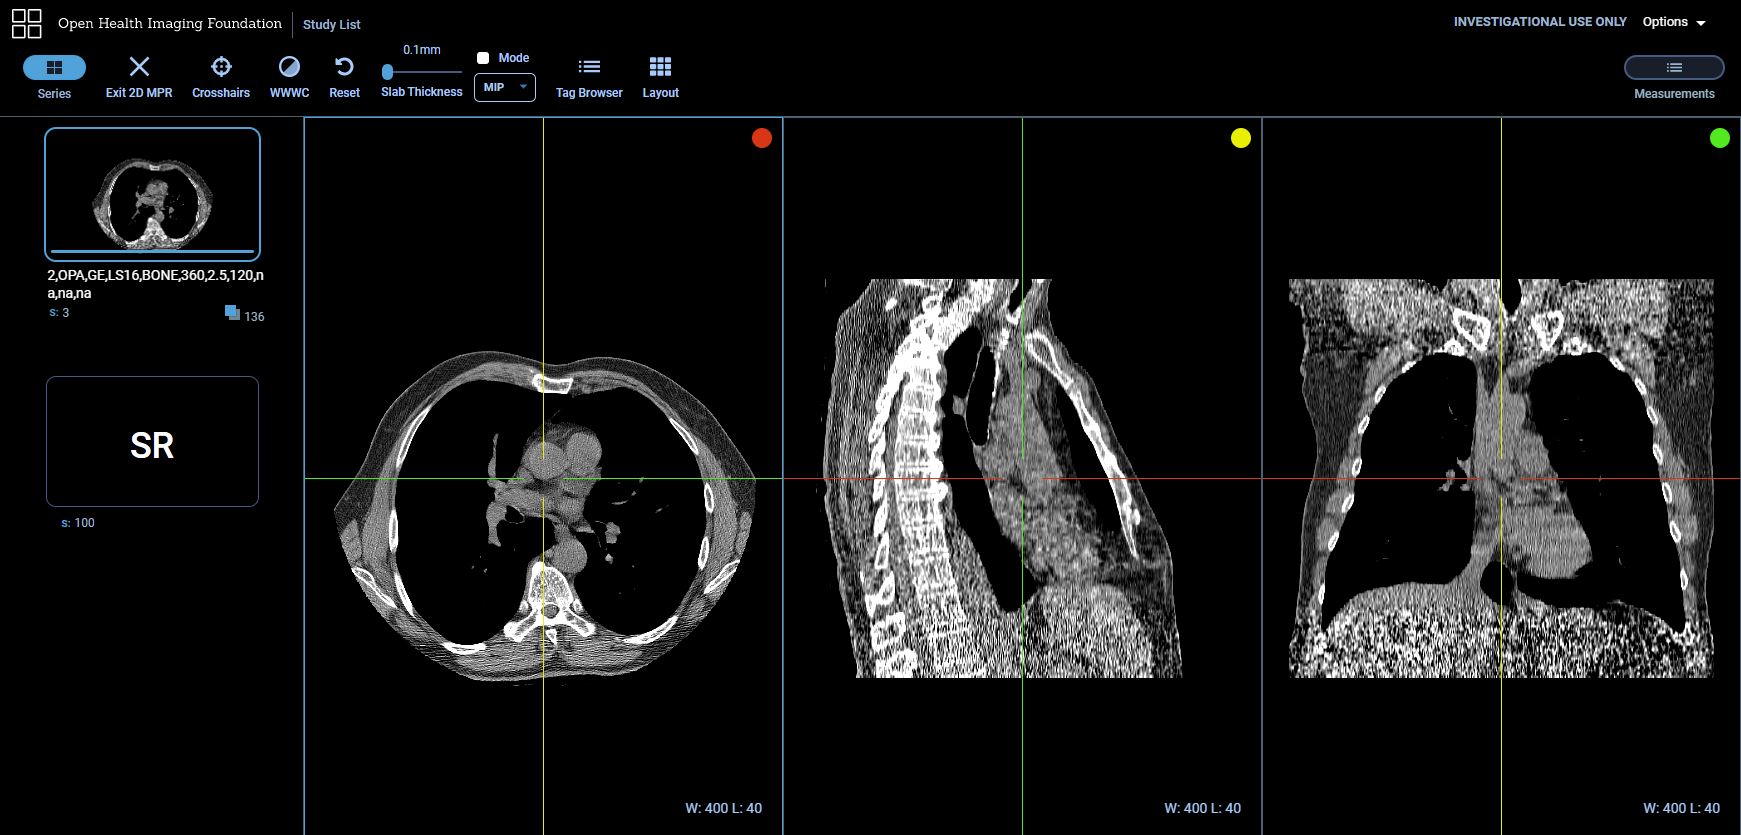 Open Health Imaging Foundation
Study List
INVESTIGATIONAL USE ONLY
Options
Series
Exit 2D MPR
Crosshairs
WWWC
Reset
0.1mm
Slab Thickness
Mode
MIP
Tag Browser
Layout
Measurements
2,OPA,GE,LS16,BONE,360,2.5,120,n
a,na,na
S: 3
136
SR
S: 100
W: 400 L: 40
W: 400 L: 40
W: 400 L: 40